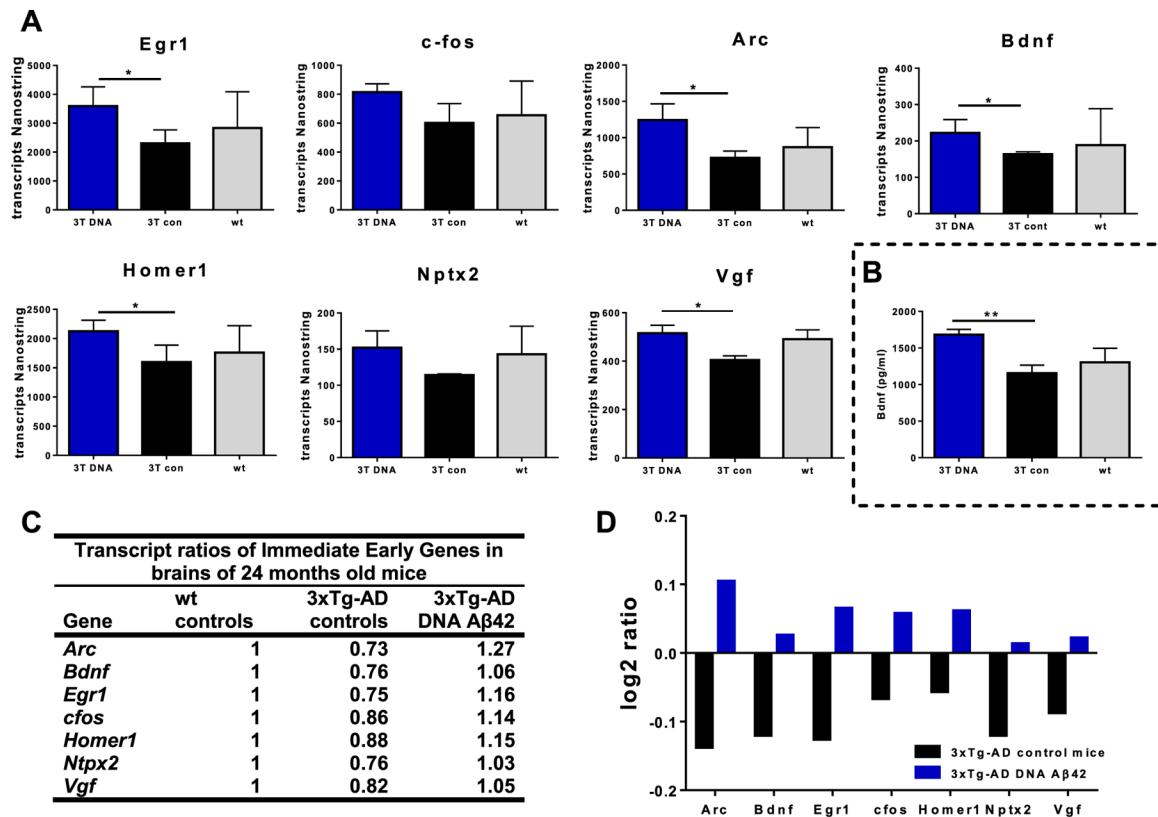 A
Egr1
transcripts Nanostring
5000
4000
3000
2000
1000
0
*
3T DNA
3T con
wt
c-fos
1000
800
600
400
200
0
3T DNA
3T con
wt
Arc
transcripts Nanostring
2000
1500
1000
500
0
*
3T DNA
3T con
wt
Bdnf
transcripts Nanostring
400
300
200
100
0
*
3T DNA
3T cont
wt
Homer1
transcripts Nanostring
2500
2000
1500
1000
500
0
*
3T DNA
3T con
wt
Nptx2
200
150
100
50
0
3T DNA
3T con
wt
Vgf
transcripts Nanostring
600
400
200
0
*
3T DNA
3T con
wt
B
Bdnf (pg/ml)
2000
1500
1000
500
0
**
3T DNA
3T con
wt
C
Transcript ratios of Immediate Early Genes in
brains of 24 months old mice
wt 3xTg-AD 3xTg-AD
Gene controls controls DNA Aβ42
Arc 1 0.73 1.27
Bdnf 1 0.76 1.06
Egr1 1 0.75 1.16
cfos 1 0.86 1.14
Homer1 1 0.88 1.15
Ntpx2 1 0.76 1.03
Vgf 1 0.82 1.05
D
log2 ratio
0.2
0.1
0.0
-0.1
-0.2
3xTg-AD control mice
3xTg-AD DNA Aβ42
Arc Bdnf Egr1 cfos Homer1 Nptx2 Vgf